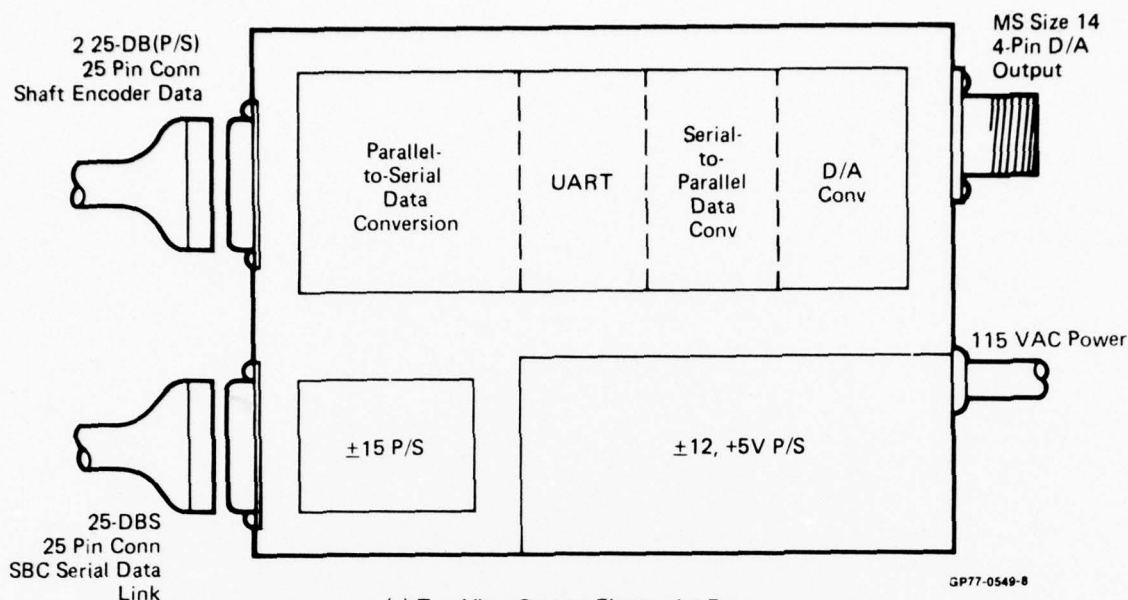 2 25-DB(P/S)
25 Pin Conn
Shaft Encoder Data
MS Size 14
4-Pin D/A
Output
Parallel-
to-Serial
Data
Conversion
UART
Serial-
to-
Parallel
Data
Conv
D/A
Conv
115 VAC Power
±15 P/S
±12, +5V P/S
25-DBS
25 Pin Conn
SBC Serial Data
Link
GP77-0549-8